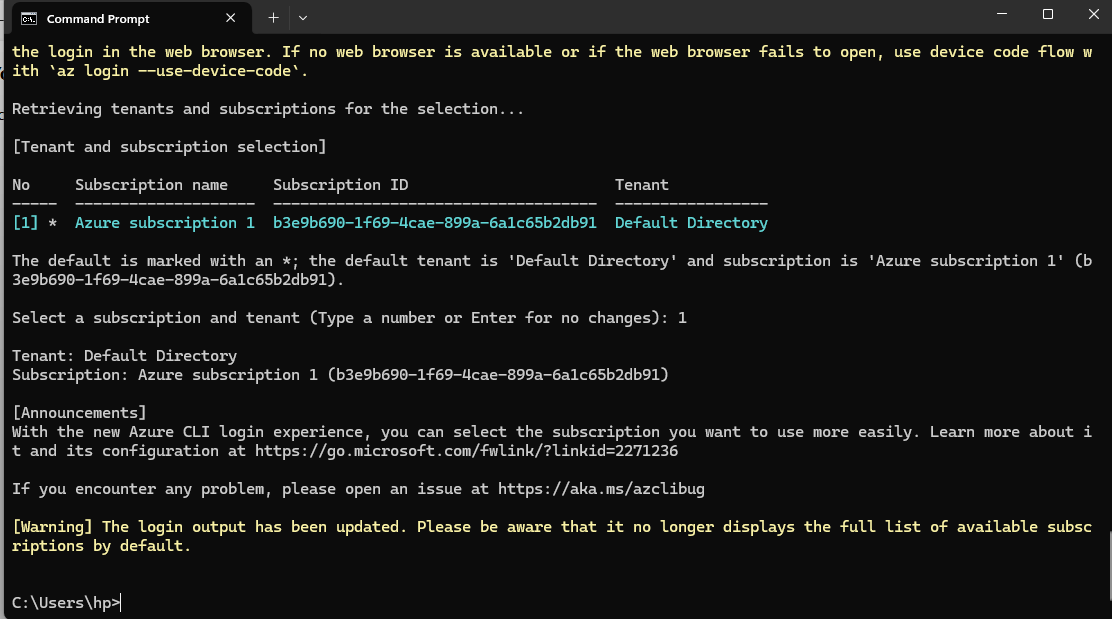 Command Prompt
the login in the web browser. If no web browser is available or if the web browser fails to open, use device code flow w
ith `az login --use-device-code`.
Retrieving tenants and subscriptions for the selection...
[Tenant and subscription selection]
No     Subscription name     Subscription ID                       Tenant
-----  --------------------  ------------------------------------  -----------------
[1] *  Azure subscription 1  b3e9b690-1f69-4cae-899a-6a1c65b2db91  Default Directory
The default is marked with an *; the default tenant is 'Default Directory' and subscription is 'Azure subscription 1' (b
3e9b690-1f69-4cae-899a-6a1c65b2db91).
Select a subscription and tenant (Type a number or Enter for no changes): 1
Tenant: Default Directory
Subscription: Azure subscription 1 (b3e9b690-1f69-4cae-899a-6a1c65b2db91)
[Announcements]
With the new Azure CLI login experience, you can select the subscription you want to use more easily. Learn more about i
t and its configuration at https://go.microsoft.com/fwlink/?linkid=2271236
If you encounter any problem, please open an issue at https://aka.ms/azclibug
[Warning] The login output has been updated. Please be aware that it no longer displays the full list of available subsc
riptions by default.
C:\Users\hp>